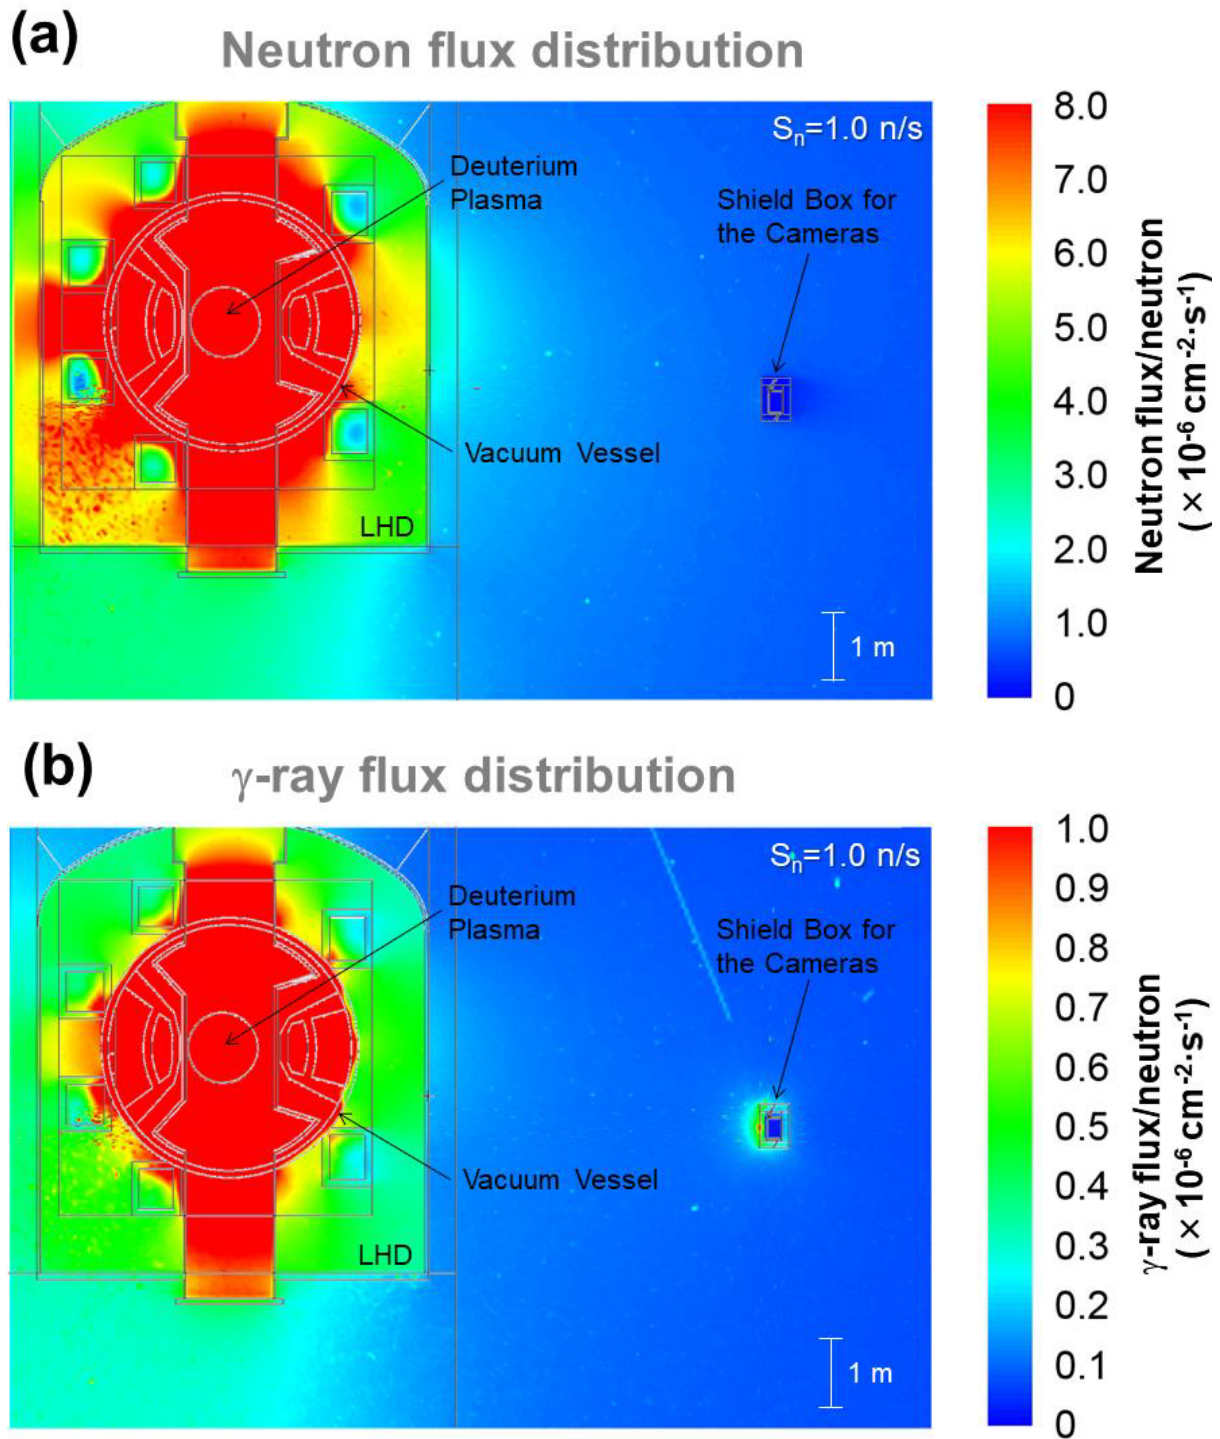 (a)
Neutron flux distribution
Sn=1.0 n/s
Deuterium
Plasma
Shield Box for
the Cameras
Vacuum Vessel
LHD
1 m
8.0
7.0
6.0
5.0
4.0
3.0
2.0
1.0
0
Neutron flux/neutron
(×10-6 cm-2·s-1)
(b)
γ-ray flux distribution
Sn=1.0 n/s
Deuterium
Plasma
Shield Box for
the Cameras
Vacuum Vessel
LHD
1 m
1.0
0.9
0.8
0.7
0.6
0.5
0.4
0.3
0.2
0.1
0
γ-ray flux/neutron
(×10-6 cm-2·s-1)